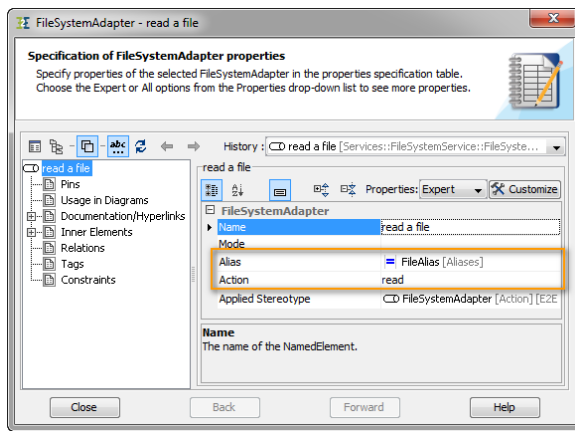 FileSystemAdapter - read a file
Specification of FileSystemAdapter properties
Specify properties of the selected FileSystemAdapter in the properties specification table.
Choose the Expert or All options from the Properties drop-down list to see more properties.
History : read a file [Services::FileSystemService::FileSyste...
read a file
Pins
Usage in Diagrams
Documentation/Hyperlinks
Inner Elements
Relations
Tags
Constraints
read a file
Properties: Expert Customize
FileSystemAdapter
Name read a file
Mode
Alias FileAlias [Aliases]
Action read
Applied Stereotype FileSystemAdapter [Action] [E2E
Name
The name of the NamedElement.
Close Back Forward Help